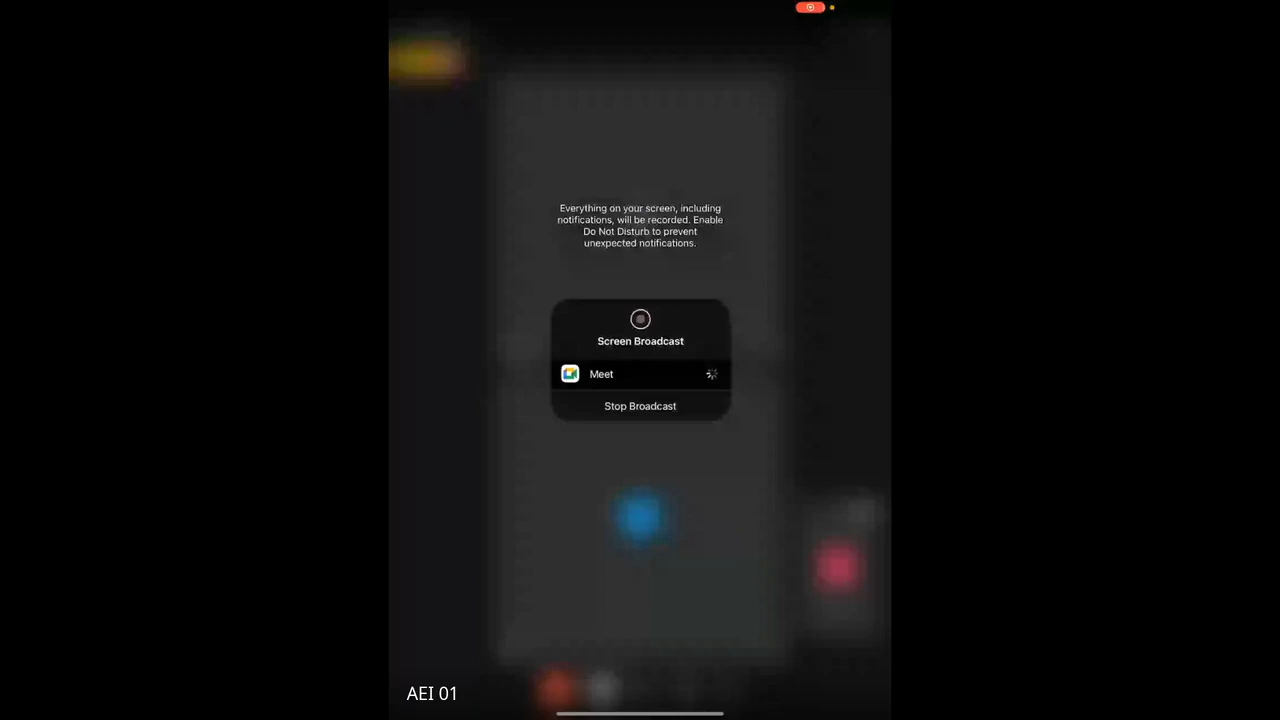 Everything on your screen, including
notifications, will be recorded. Enable
Do Not Disturb to prevent
unexpected notifications.
Screen Broadcast
Meet
Stop Broadcast
AEI 01